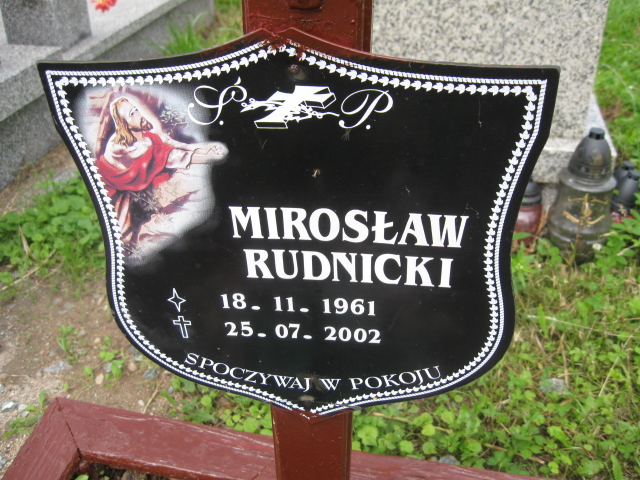 Ś. P.
MIROSŁAW
RUDNICKI
18. 11. 1961
25. 07. 2002
SPOCZYWAJ W POKOJU